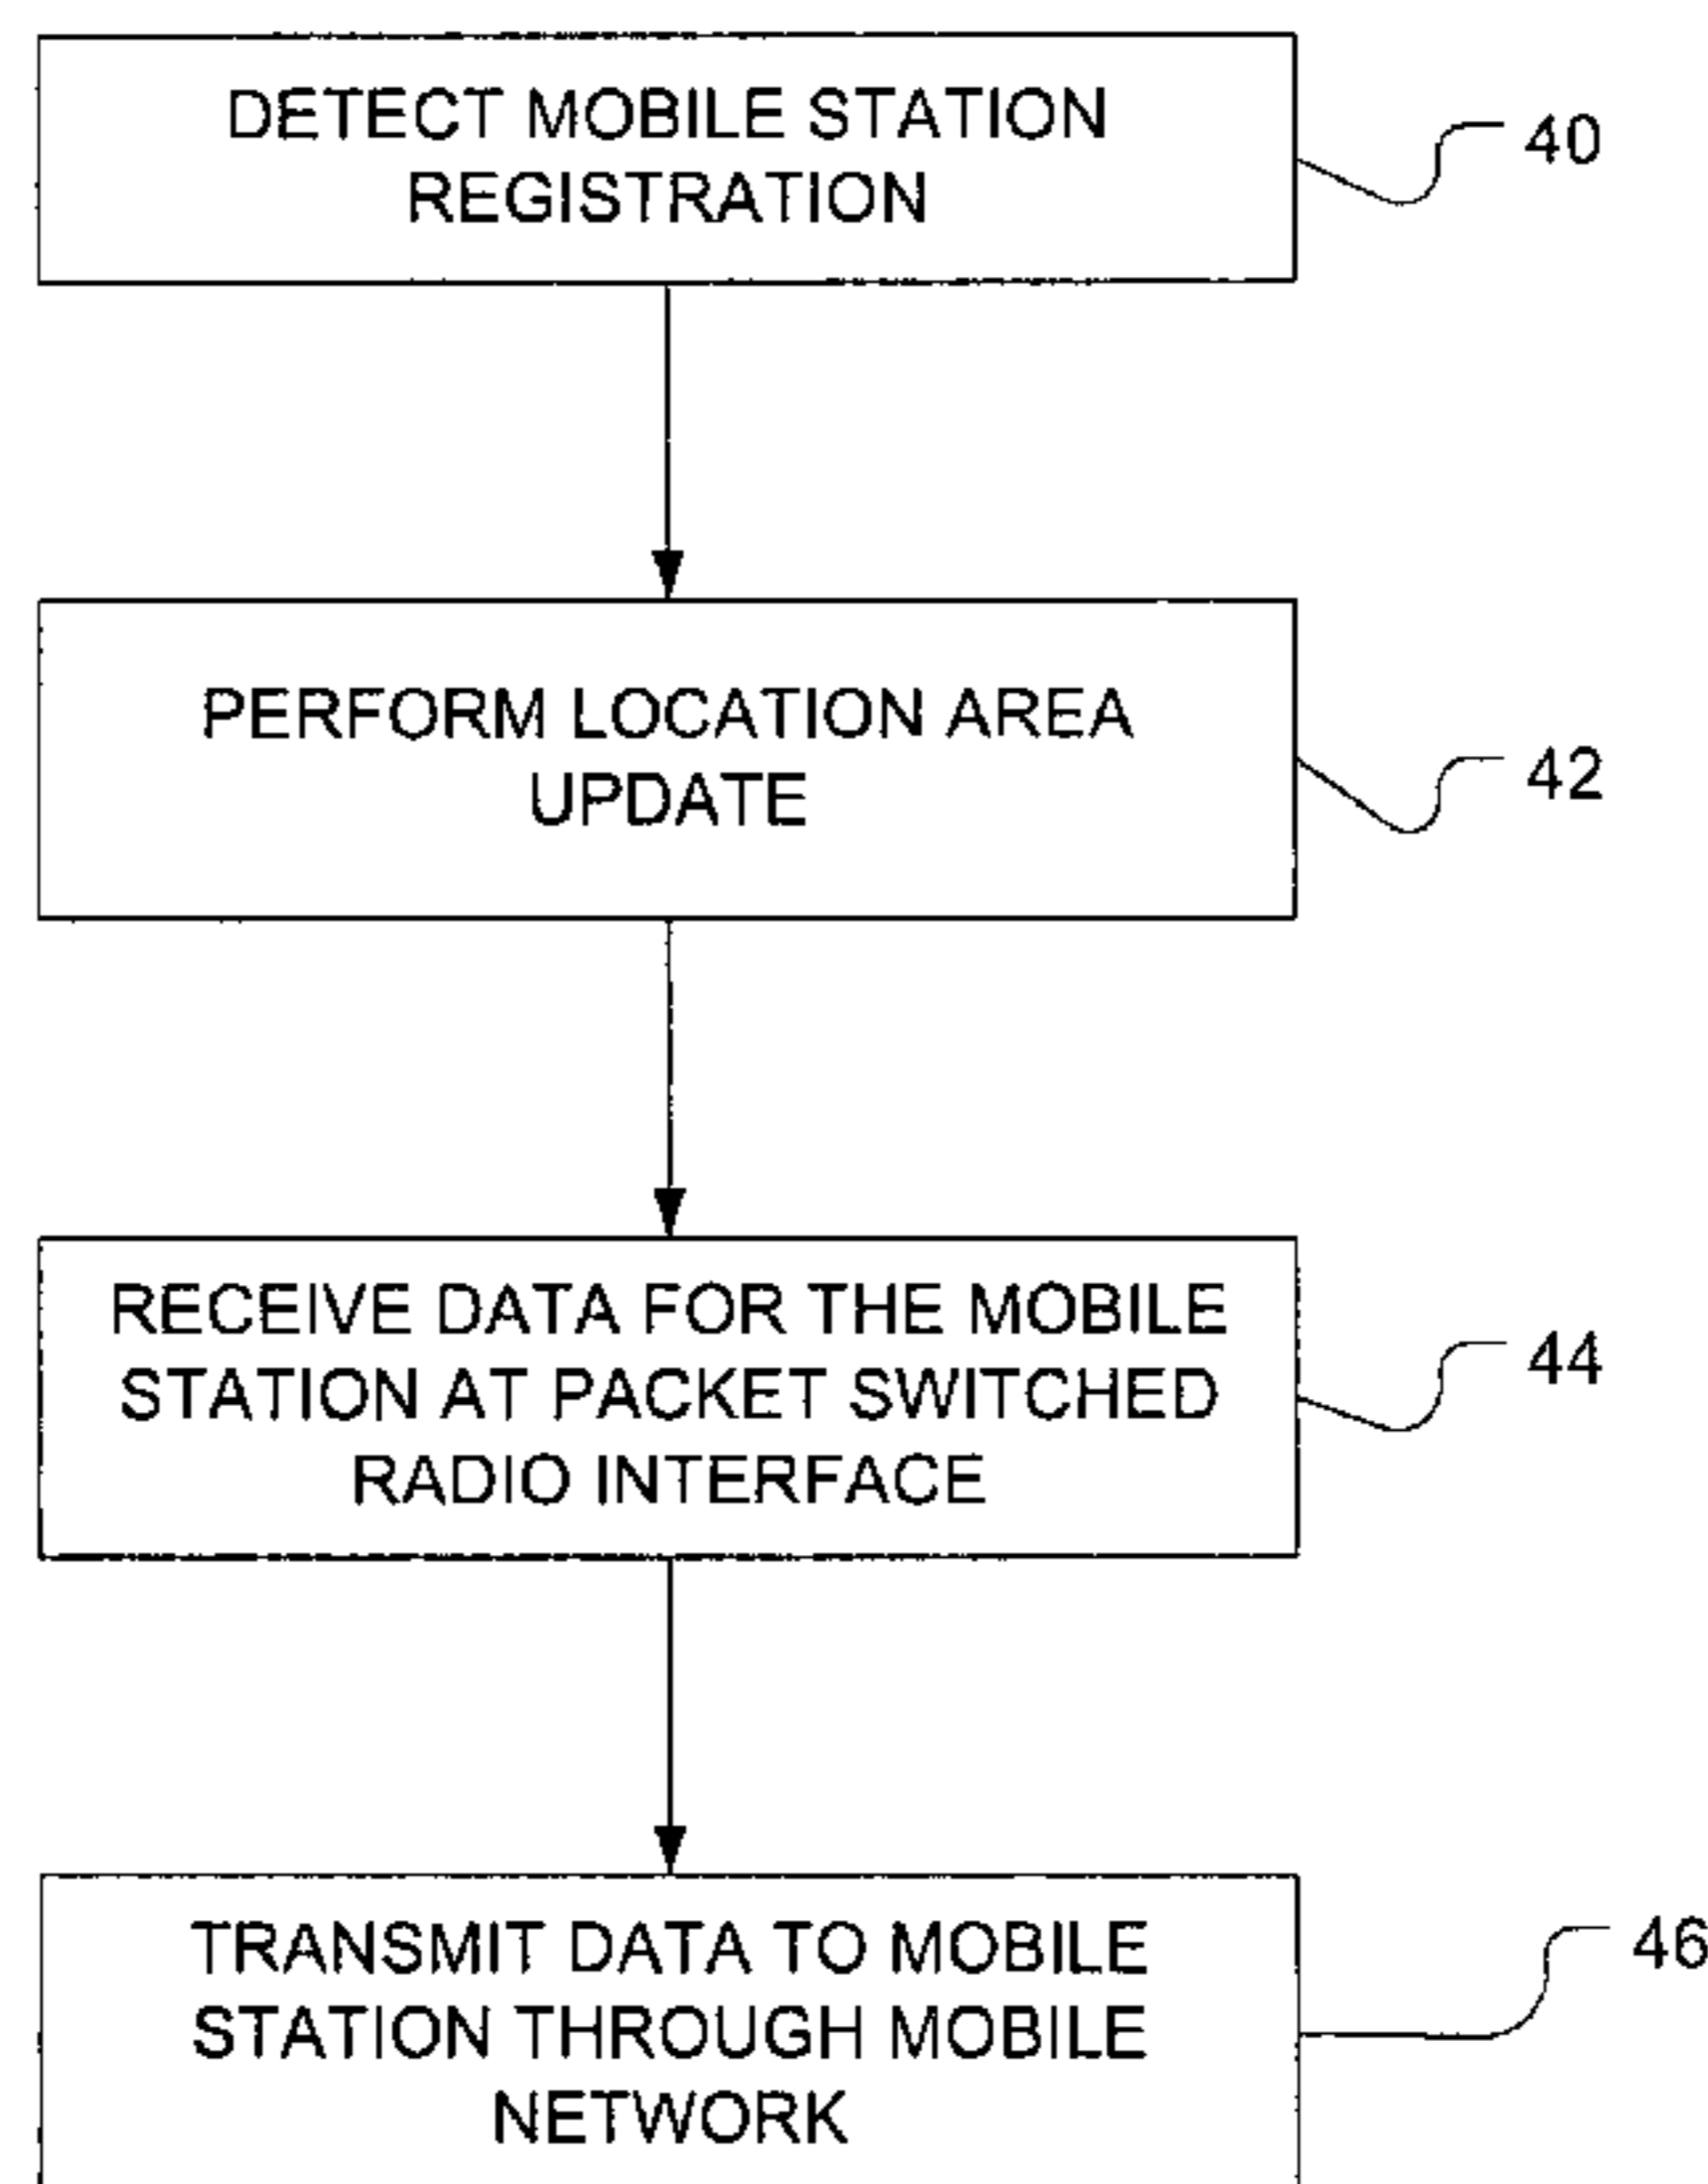 DETECT MOBILE STATION
REGISTRATION
40
PERFORM LOCATION AREA
UPDATE
42
RECEIVE DATA FOR THE MOBILE
STATION AT PACKET SWITCHED
RADIO INTERFACE
44
TRANSMIT DATA TO MOBILE
STATION THROUGH MOBILE
NETWORK
46